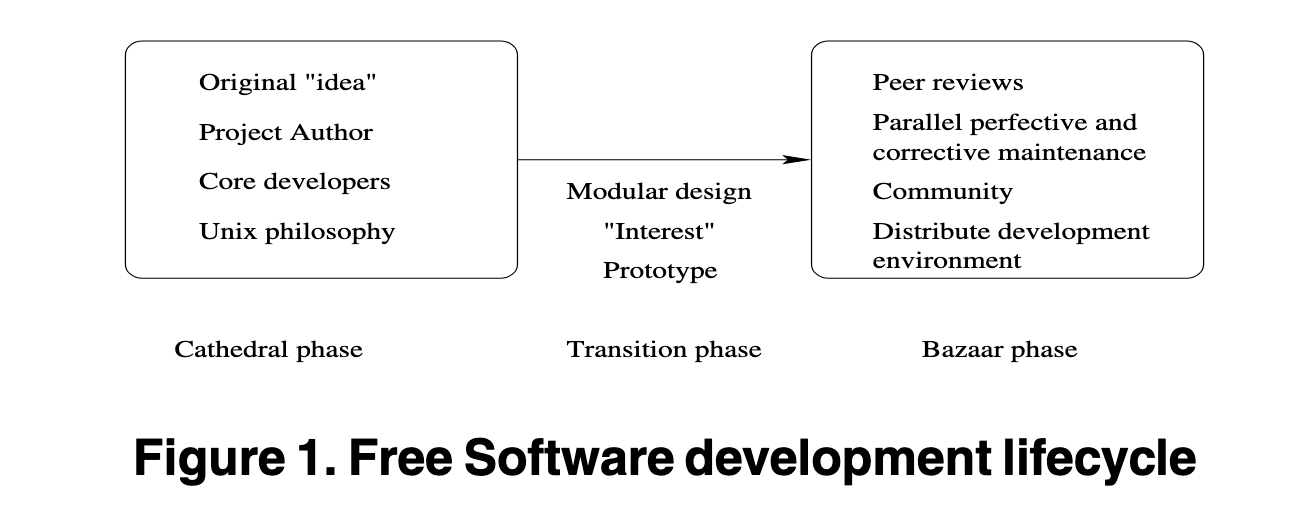 Original "idea"
Project Author
Core developers
Unix philosophy
Modular design
"Interest"
Prototype
Peer reviews
Parallel perfective and
corrective maintenance
Community
Distribute development
environment
Cathedral phase
Transition phase
Bazaar phase
Figure 1. Free Software development lifecycle